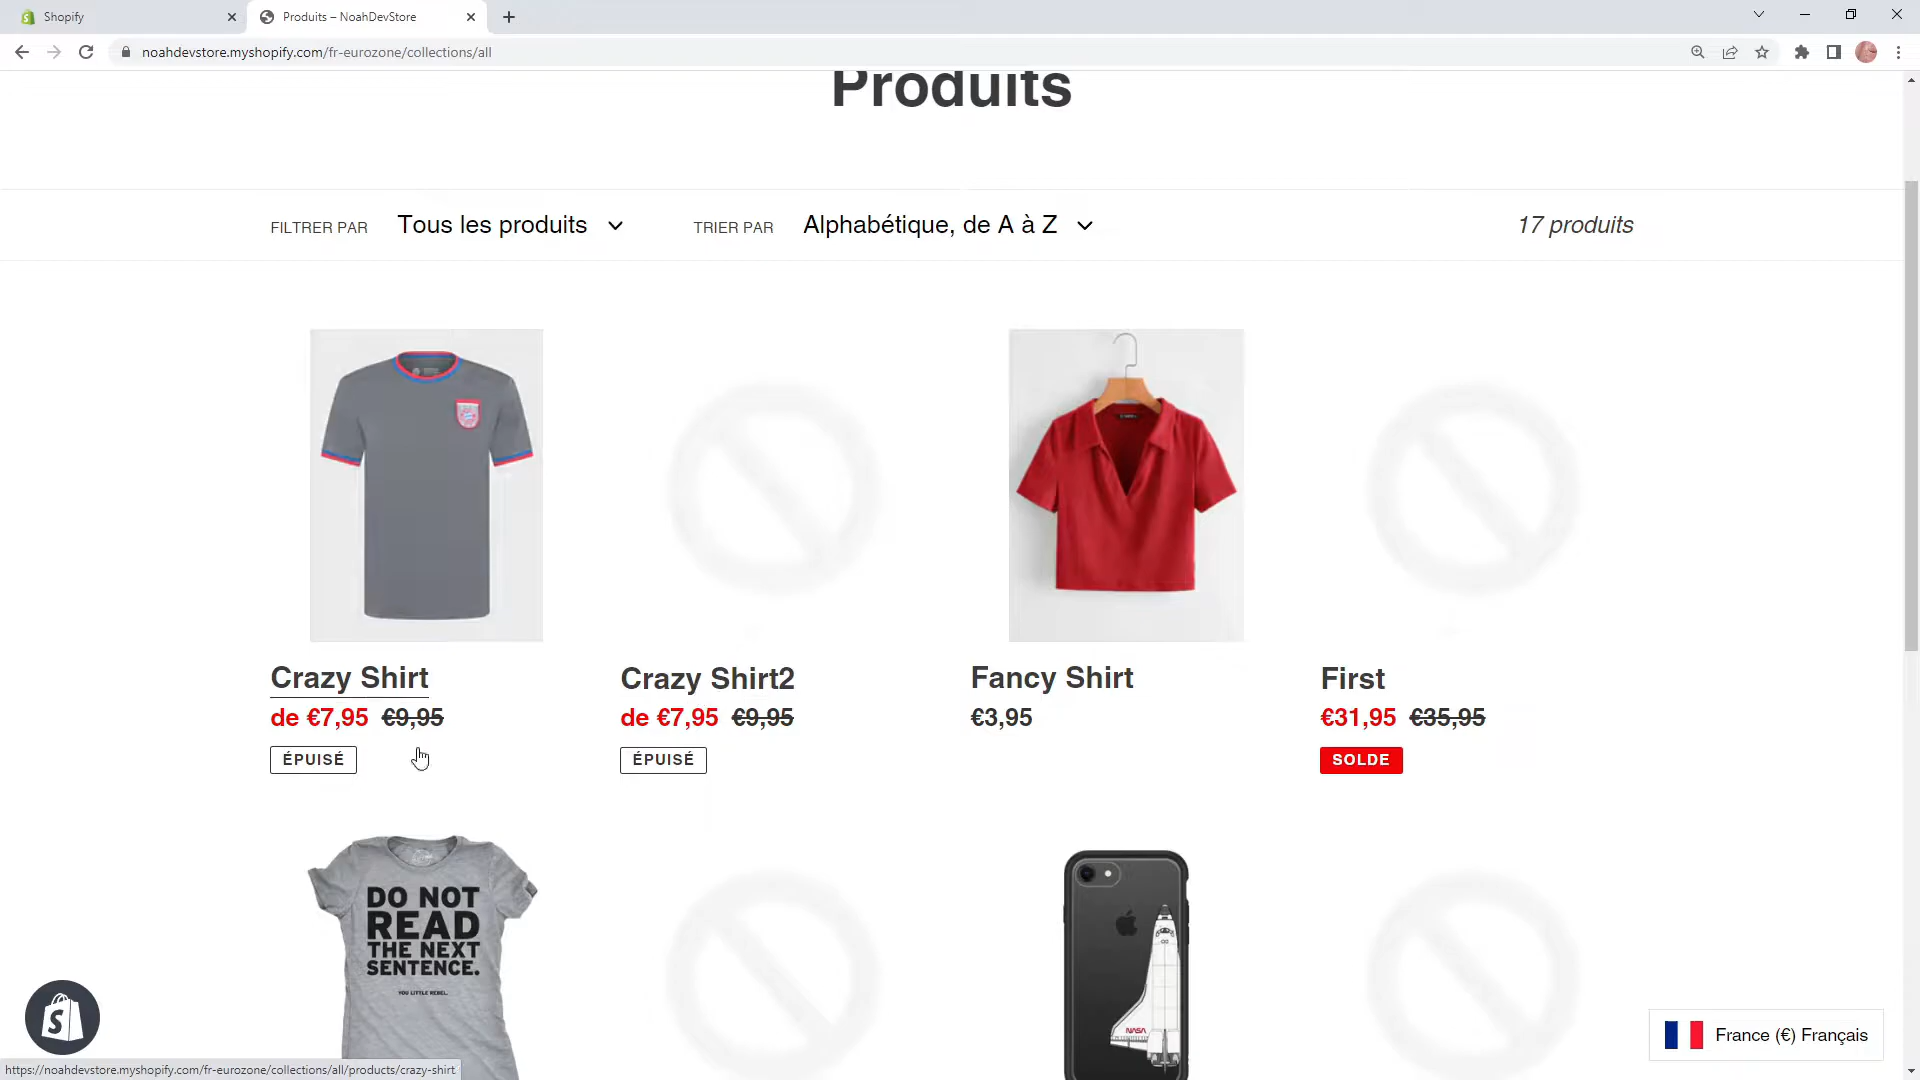 Shopify
Produits – NoahDevStore
noahdevstore.myshopify.com/fr-eurozone/collections/all
Produits
FILTRER PAR Tous les produits TRIER PAR Alphabétique, de A à Z 17 produits
Crazy Shirt
de €7,95 €9,95
ÉPUISÉ
Crazy Shirt2
de €7,95 €9,95
ÉPUISÉ
Fancy Shirt
€3,95
First
€31,95 €35,95
SOLDE
DO NOT
READ
THE NEXT
SENTENCE.
YOU LITTLE REBEL.
NASA
France (€) Français
https://noahdevstore.myshopify.com/fr-eurozone/collections/all/products/crazy-shirt